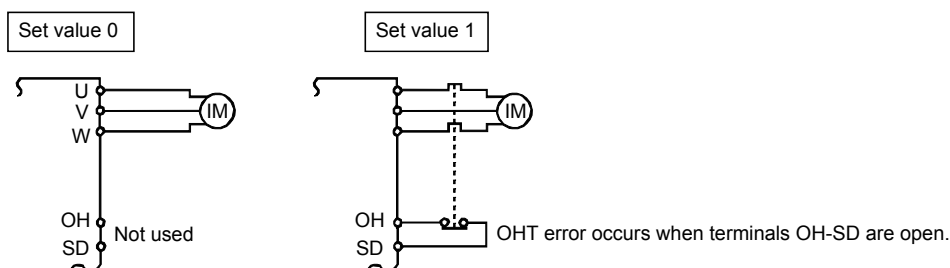 Set value 0
U
V
W
IM
OH
SD
Not used
Set value 1
IM
OH
SD
OHT error occurs when terminals OH-SD are open.